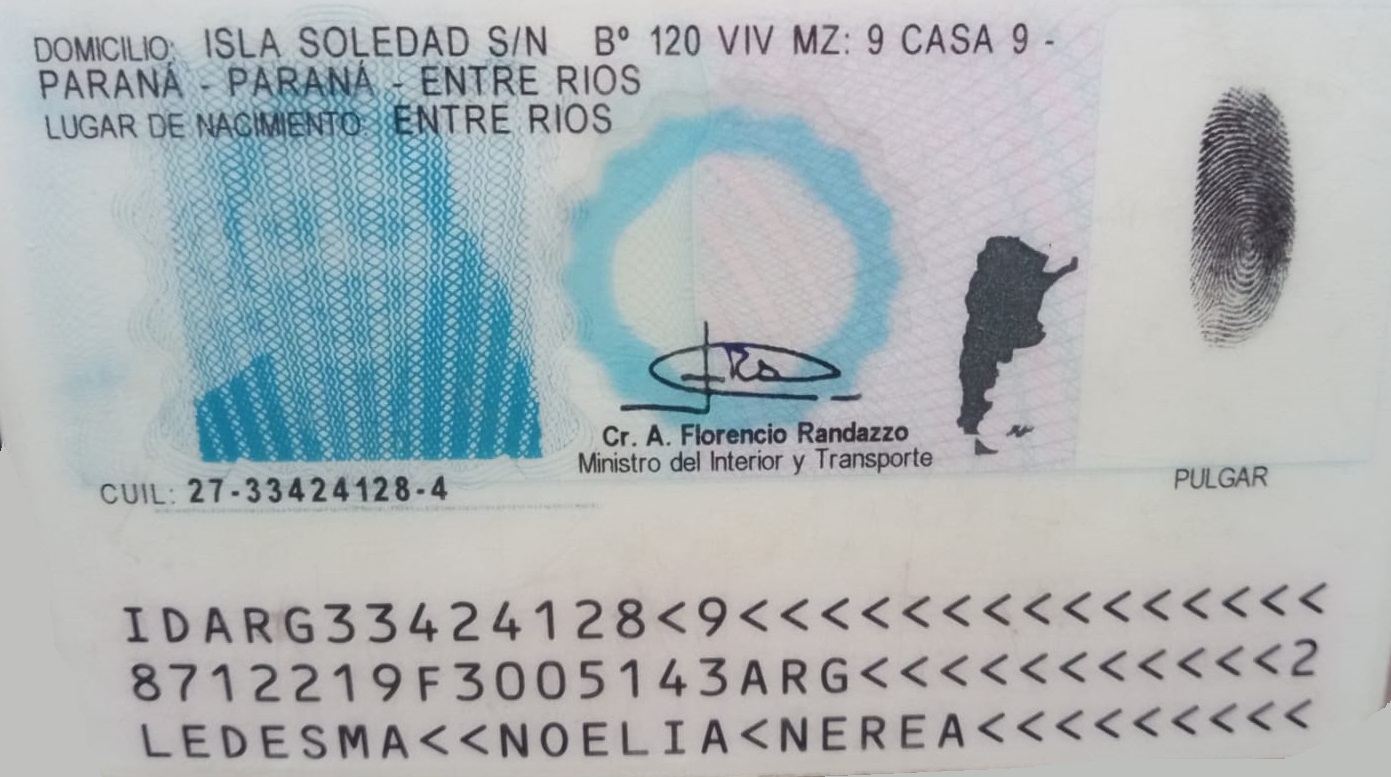 DOMICILIO: ISLA SOLEDAD S/N Bº 120 VIV MZ: 9 CASA 9 -
PARANÁ - PARANÁ - ENTRE RIOS
LUGAR DE NACIMIENTO: ENTRE RIOS
Cr. A. Florencio Randazzo
Ministro del Interior y Transporte
CUIL: 27-33424128-4
PULGAR
IDARG33424128<9<<<<<<<<<<<<<<<
8712219F3005143ARG<<<<<<<<<<<2
LEDESMA<<NOELIA<NEREA<<<<<<<<<